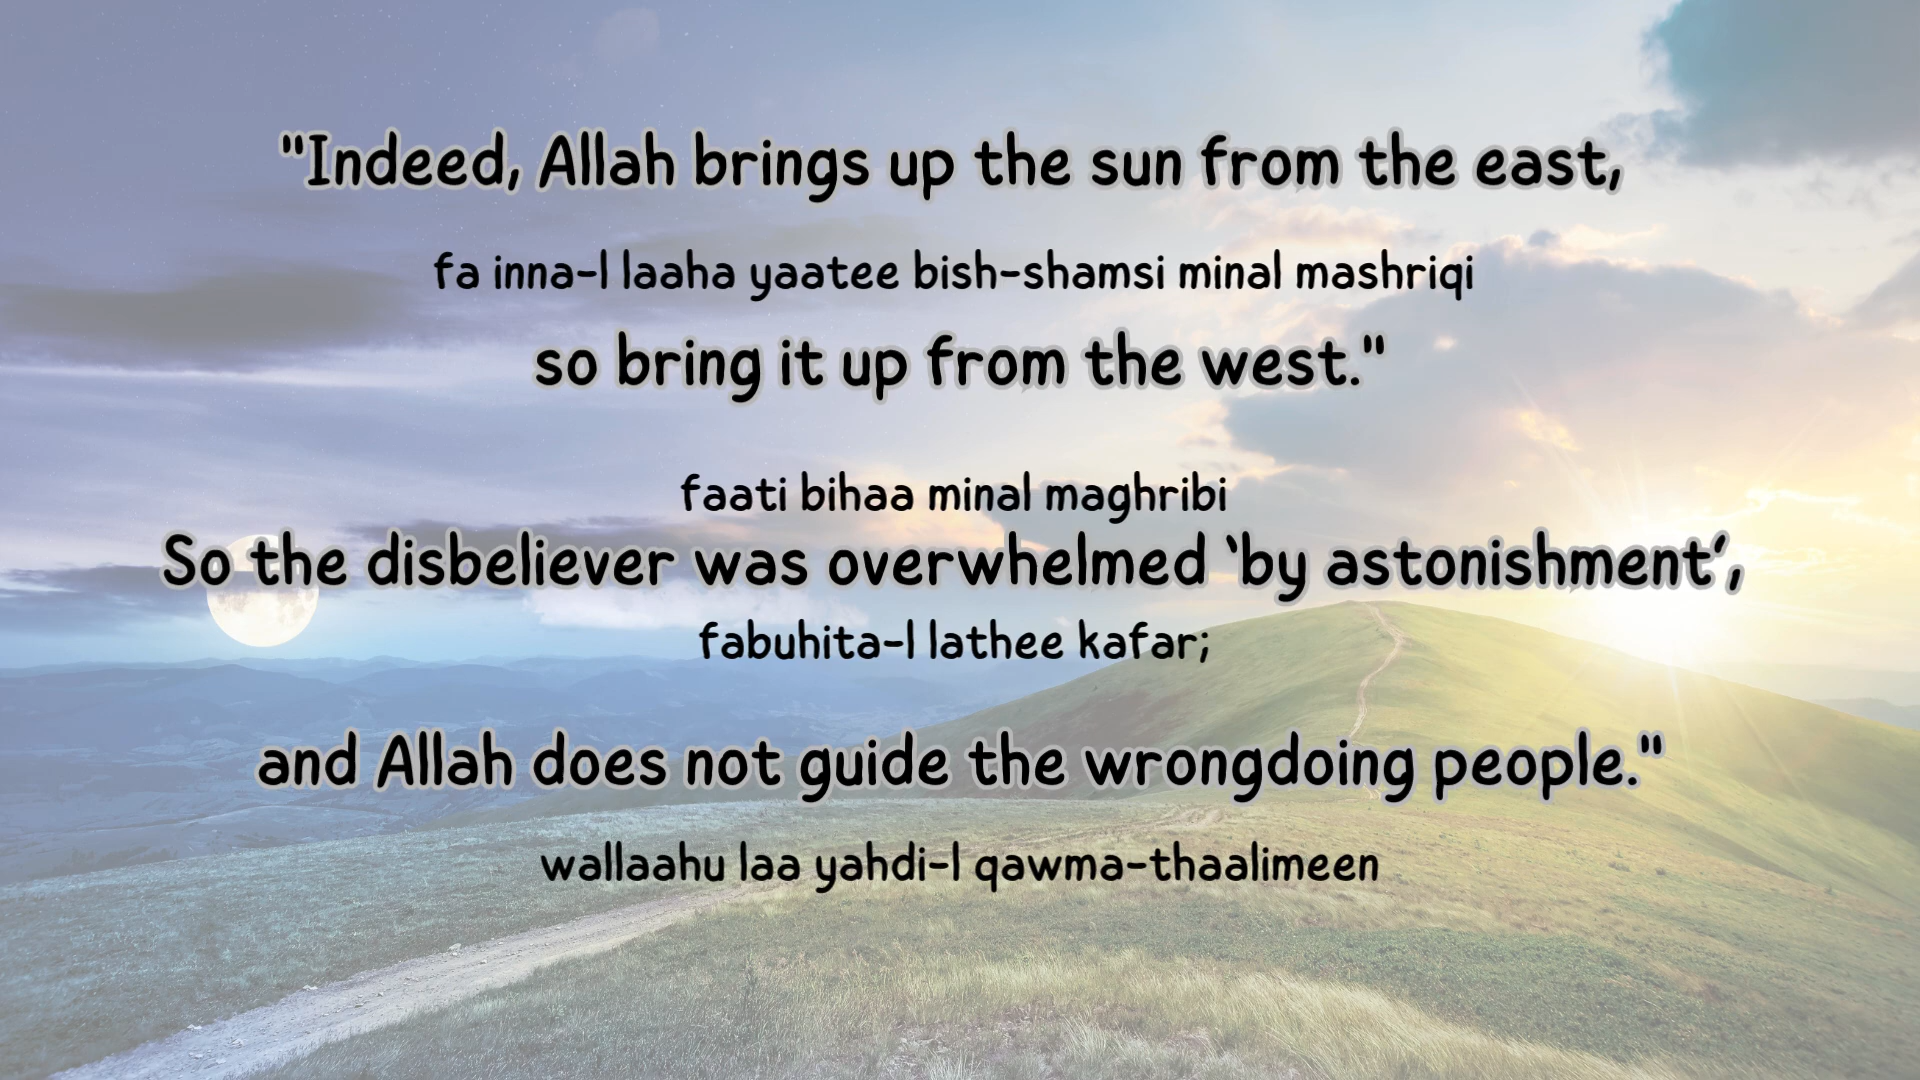 "Indeed, Allah brings up the sun from the east,
fa inna-l laaha yaatee bish-shamsi minal mashriqi
so bring it up from the west."
faati bihaa minal maghribi
So the disbeliever was overwhelmed ‘by astonishment’,
fabuhita-l lathee kafar;
and Allah does not guide the wrongdoing people."
wallaahu laa yahdi-l qawma-thaalimeen